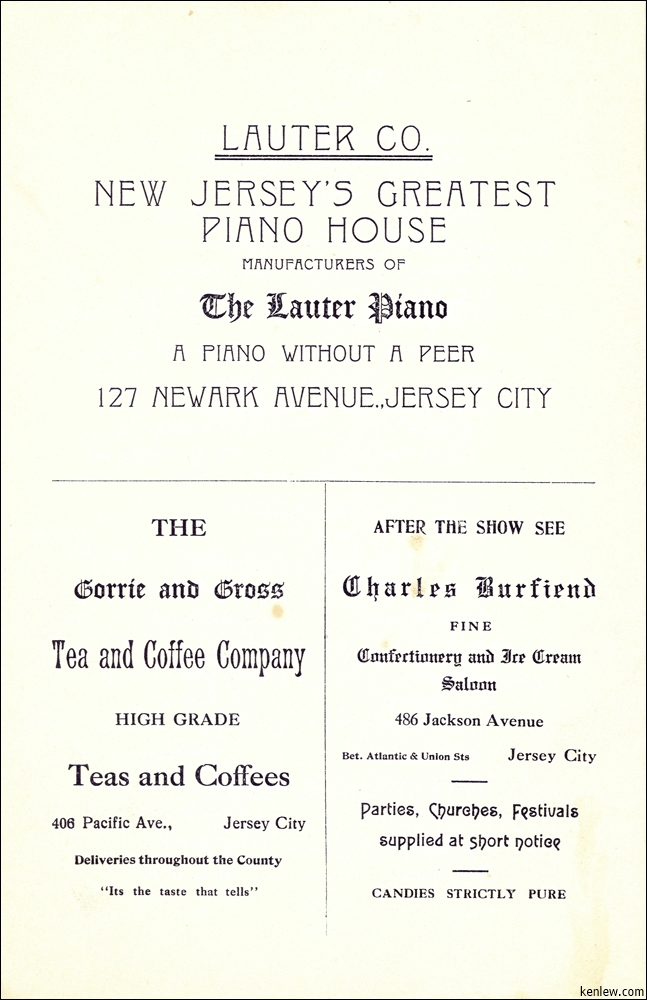 LAUTER CO.
NEW JERSEY'S GREATEST
PIANO HOUSE
MANUFACTURERS OF
The Lauter Piano
A PIANO WITHOUT A PEER
127 NEWARK AVENUE.,JERSEY CITY
THE
Gorrie and Gross
Tea and Coffee Company
HIGH GRADE
Teas and Coffees
406 Pacific Ave., Jersey City
Deliveries throughout the County
"Its the taste that tells"
AFTER THE SHOW SEE
Charles Burfiend
FINE
Confectionery and Ice Cream
Saloon
486 Jackson Avenue
Bet. Atlantic & Union Sts Jersey City
Parties, Churches, Festivals
supplied at short notice
CANDIES STRICTLY PURE
kenlew.com